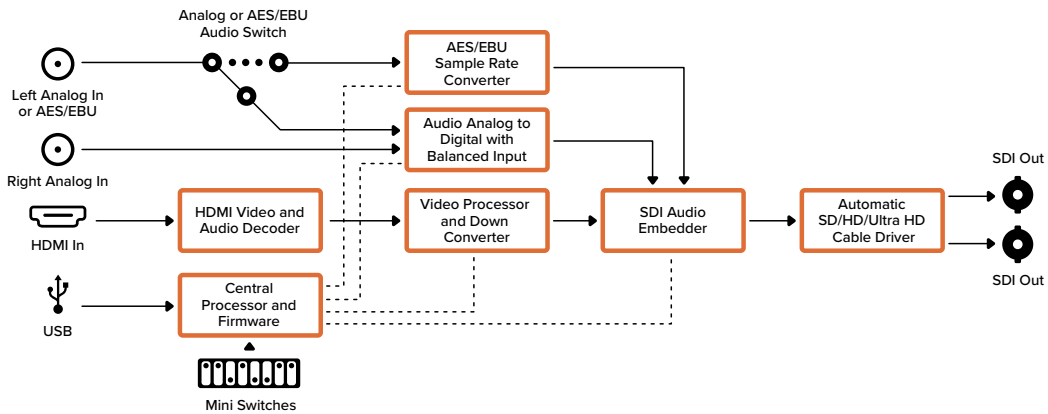 Analog or AES/EBU
Audio Switch
Left Analog In
or AES/EBU
AES/EBU
Sample Rate
Converter
Right Analog In
Audio Analog to
Digital with
Balanced Input
HDMI In
HDMI Video and
Audio Decoder
Video Processor
and Down
Converter
SDI Audio
Embedder
Automatic
SD/HD/Ultra HD
Cable Driver
SDI Out
SDI Out
USB
Central
Processor and
Firmware
Mini Switches